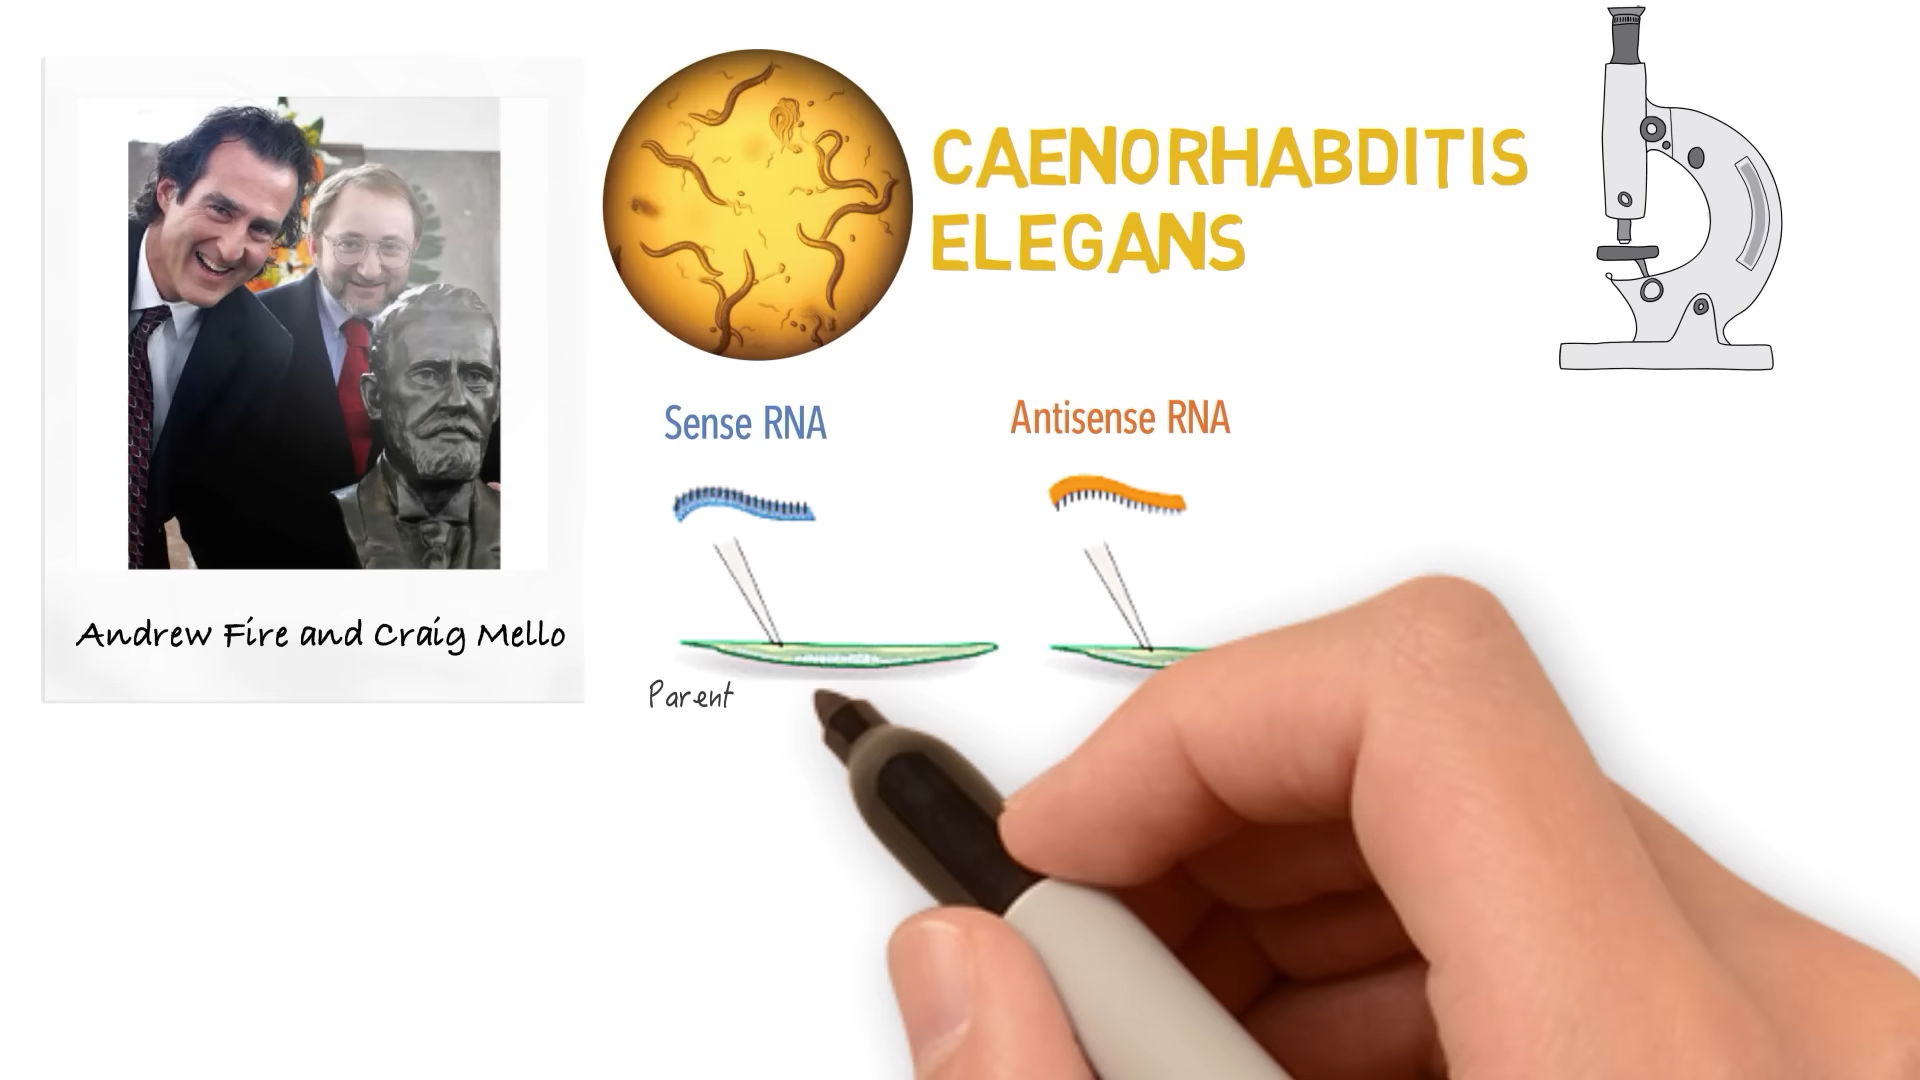 CAENORHABDITIS
ELEGANS
Sense RNA
Antisense RNA
Andrew Fire and Craig Mello
Parent